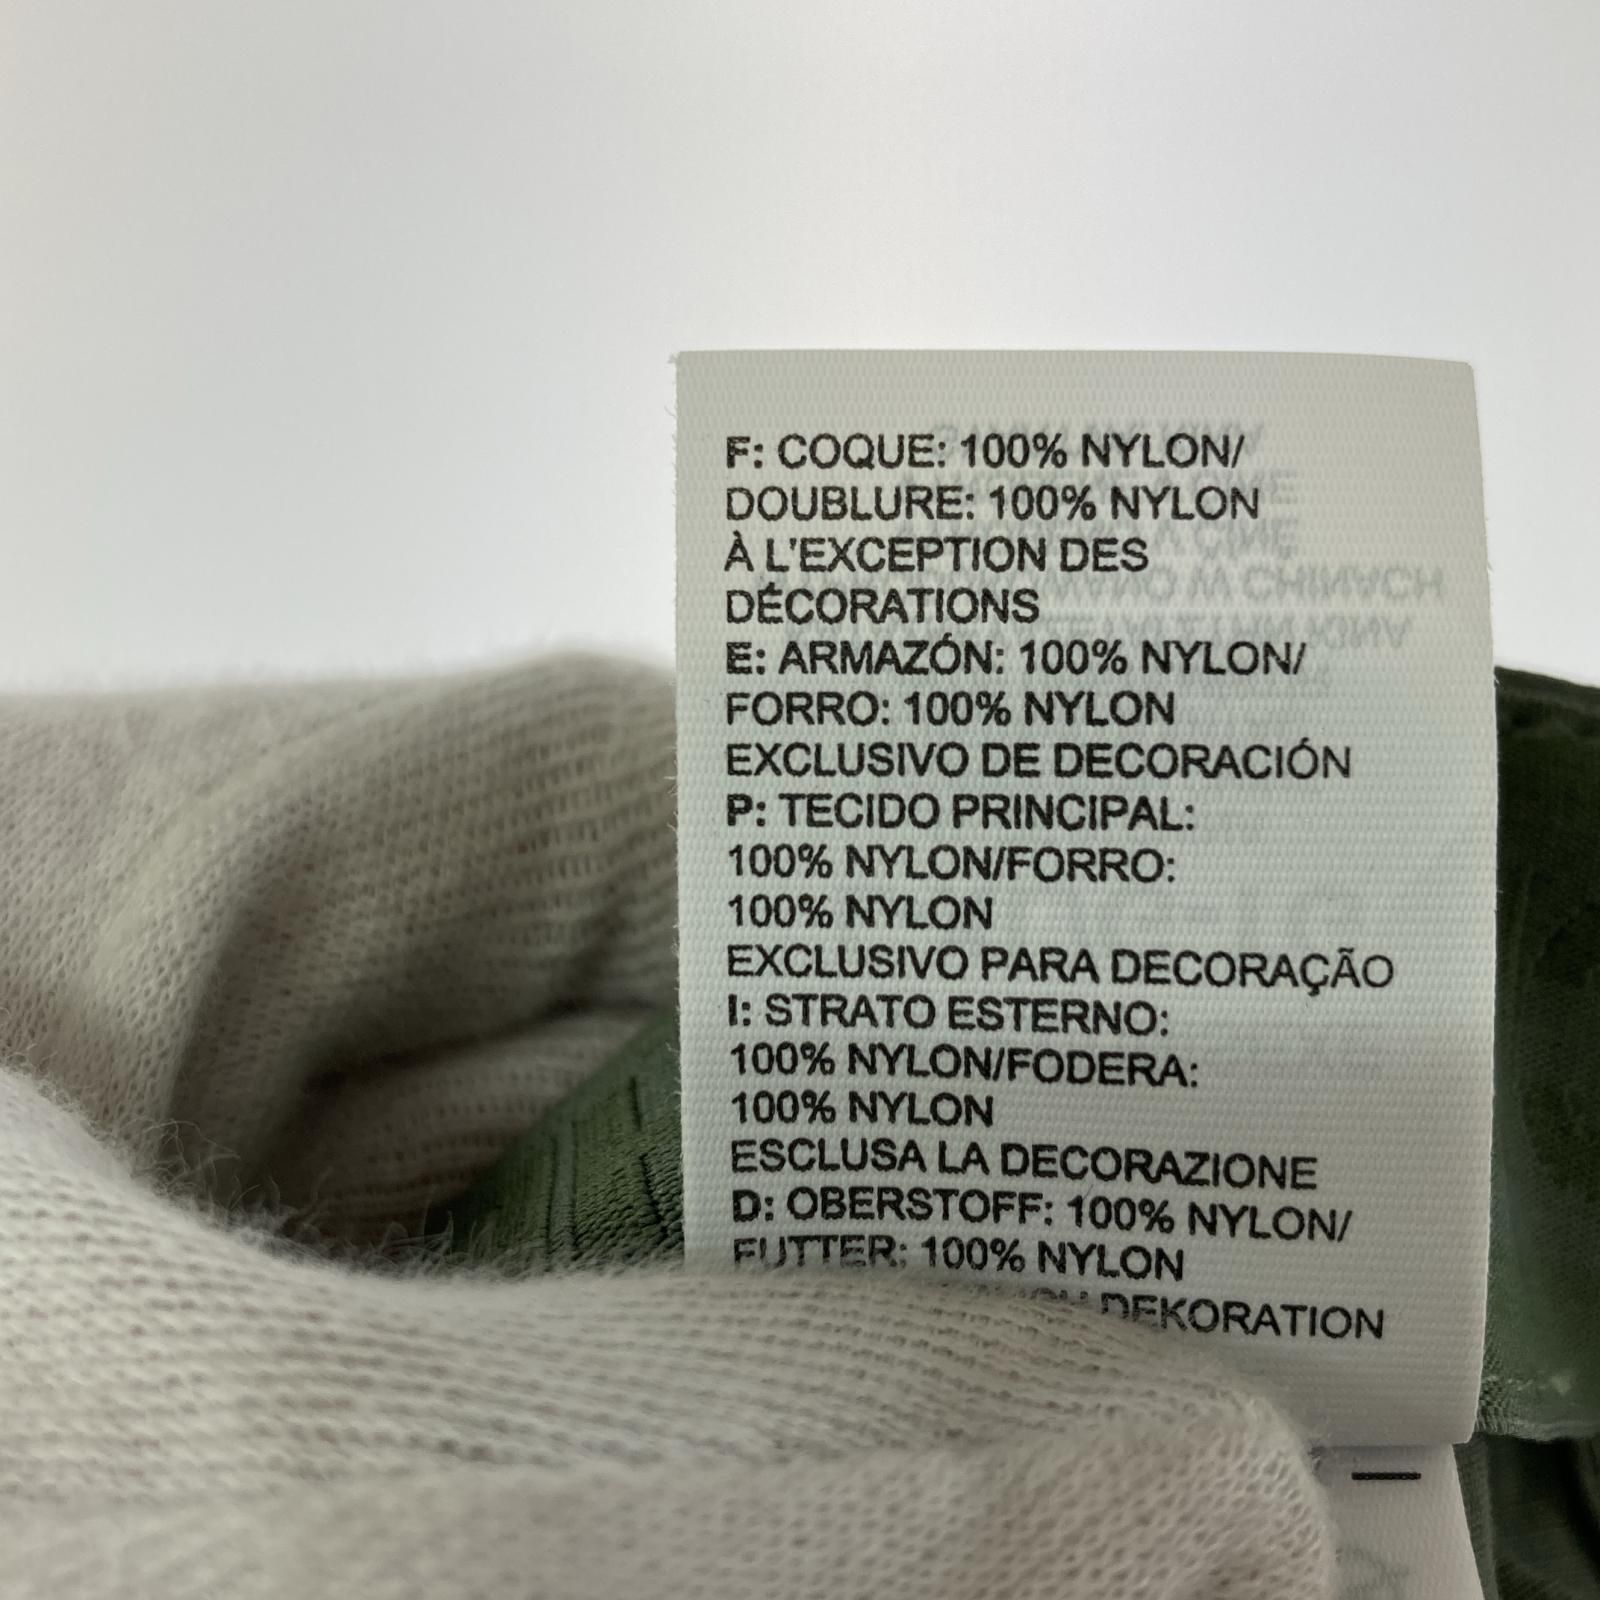 F: COQUE: 100% NYLON/
DOUBLURE: 100% NYLON
À L'EXCEPTION DES
DÉCORATIONS
E: ARMAZÓN: 100% NYLON/
FORRO: 100% NYLON
EXCLUSIVO DE DECORACIÓN
P: TECIDO PRINCIPAL:
100% NYLON/FORRO:
100% NYLON
EXCLUSIVO PARA DECORAÇÃO
I: STRATO ESTERNO:
100% NYLON/FODERA:
100% NYLON
ESCLUSA LA DECORAZIONE
D: OBERSTOFF: 100% NYLON/
FUTTER: 100% NYLON
DEKORATION